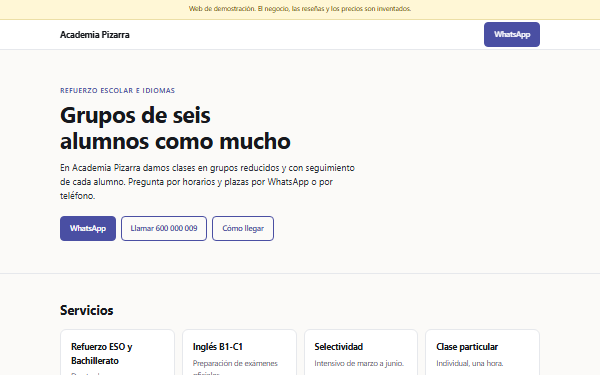 Web de demostración. El negocio, las reseñas y los precios son inventados.
Academia Pizarra
WhatsApp
REFUERZO ESCOLAR E IDIOMAS
Grupos de seis
alumnos como mucho
En Academia Pizarra damos clases en grupos reducidos y con seguimiento
de cada alumno. Pregunta por horarios y plazas por WhatsApp o por
teléfono.
WhatsApp
Llamar 600 000 009
Cómo llegar
Servicios
Refuerzo ESO y
Bachillerato
Inglés B1-C1
Preparación de exámenes
Selectividad
Intensivo de marzo a junio.
Clase particular
Individual, una hora.